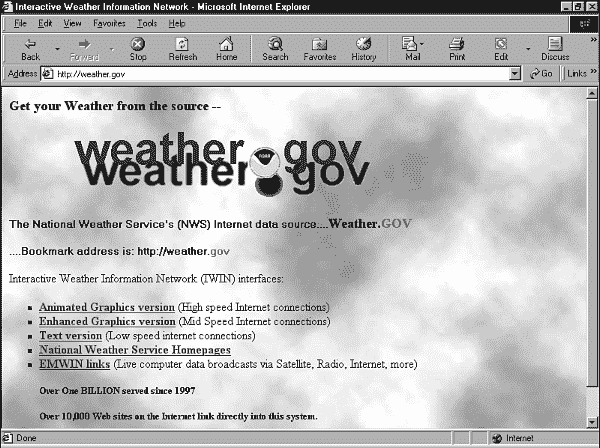 Interactive Weather Information Network - Microsoft Internet Explorer
File Edit View Favorites Tools Help
Back Forward Stop Refresh Home Search Favorites History Mail Print Edit Discuss
Address http://weather.gov Go Links »
Get your Weather from the source --
weather.gov
weather.gov
The National Weather Service's (NWS) Internet data source....Weather.GOV
....Bookmark address is: http://weather.gov
Interactive Weather Information Network (IWIN) interfaces:
Animated Graphics version (High speed Internet connections)
Enhanced Graphics version (Mid Speed Internet connections)
Text version (Low speed internet connections)
National Weather Service Homepages
EMWIN links (Live computer data broadcasts via Satellite, Radio, Internet, more)
Over One BILLION served since 1997
Over 10,000 Web sites on the Internet link directly into this system.
Done Internet